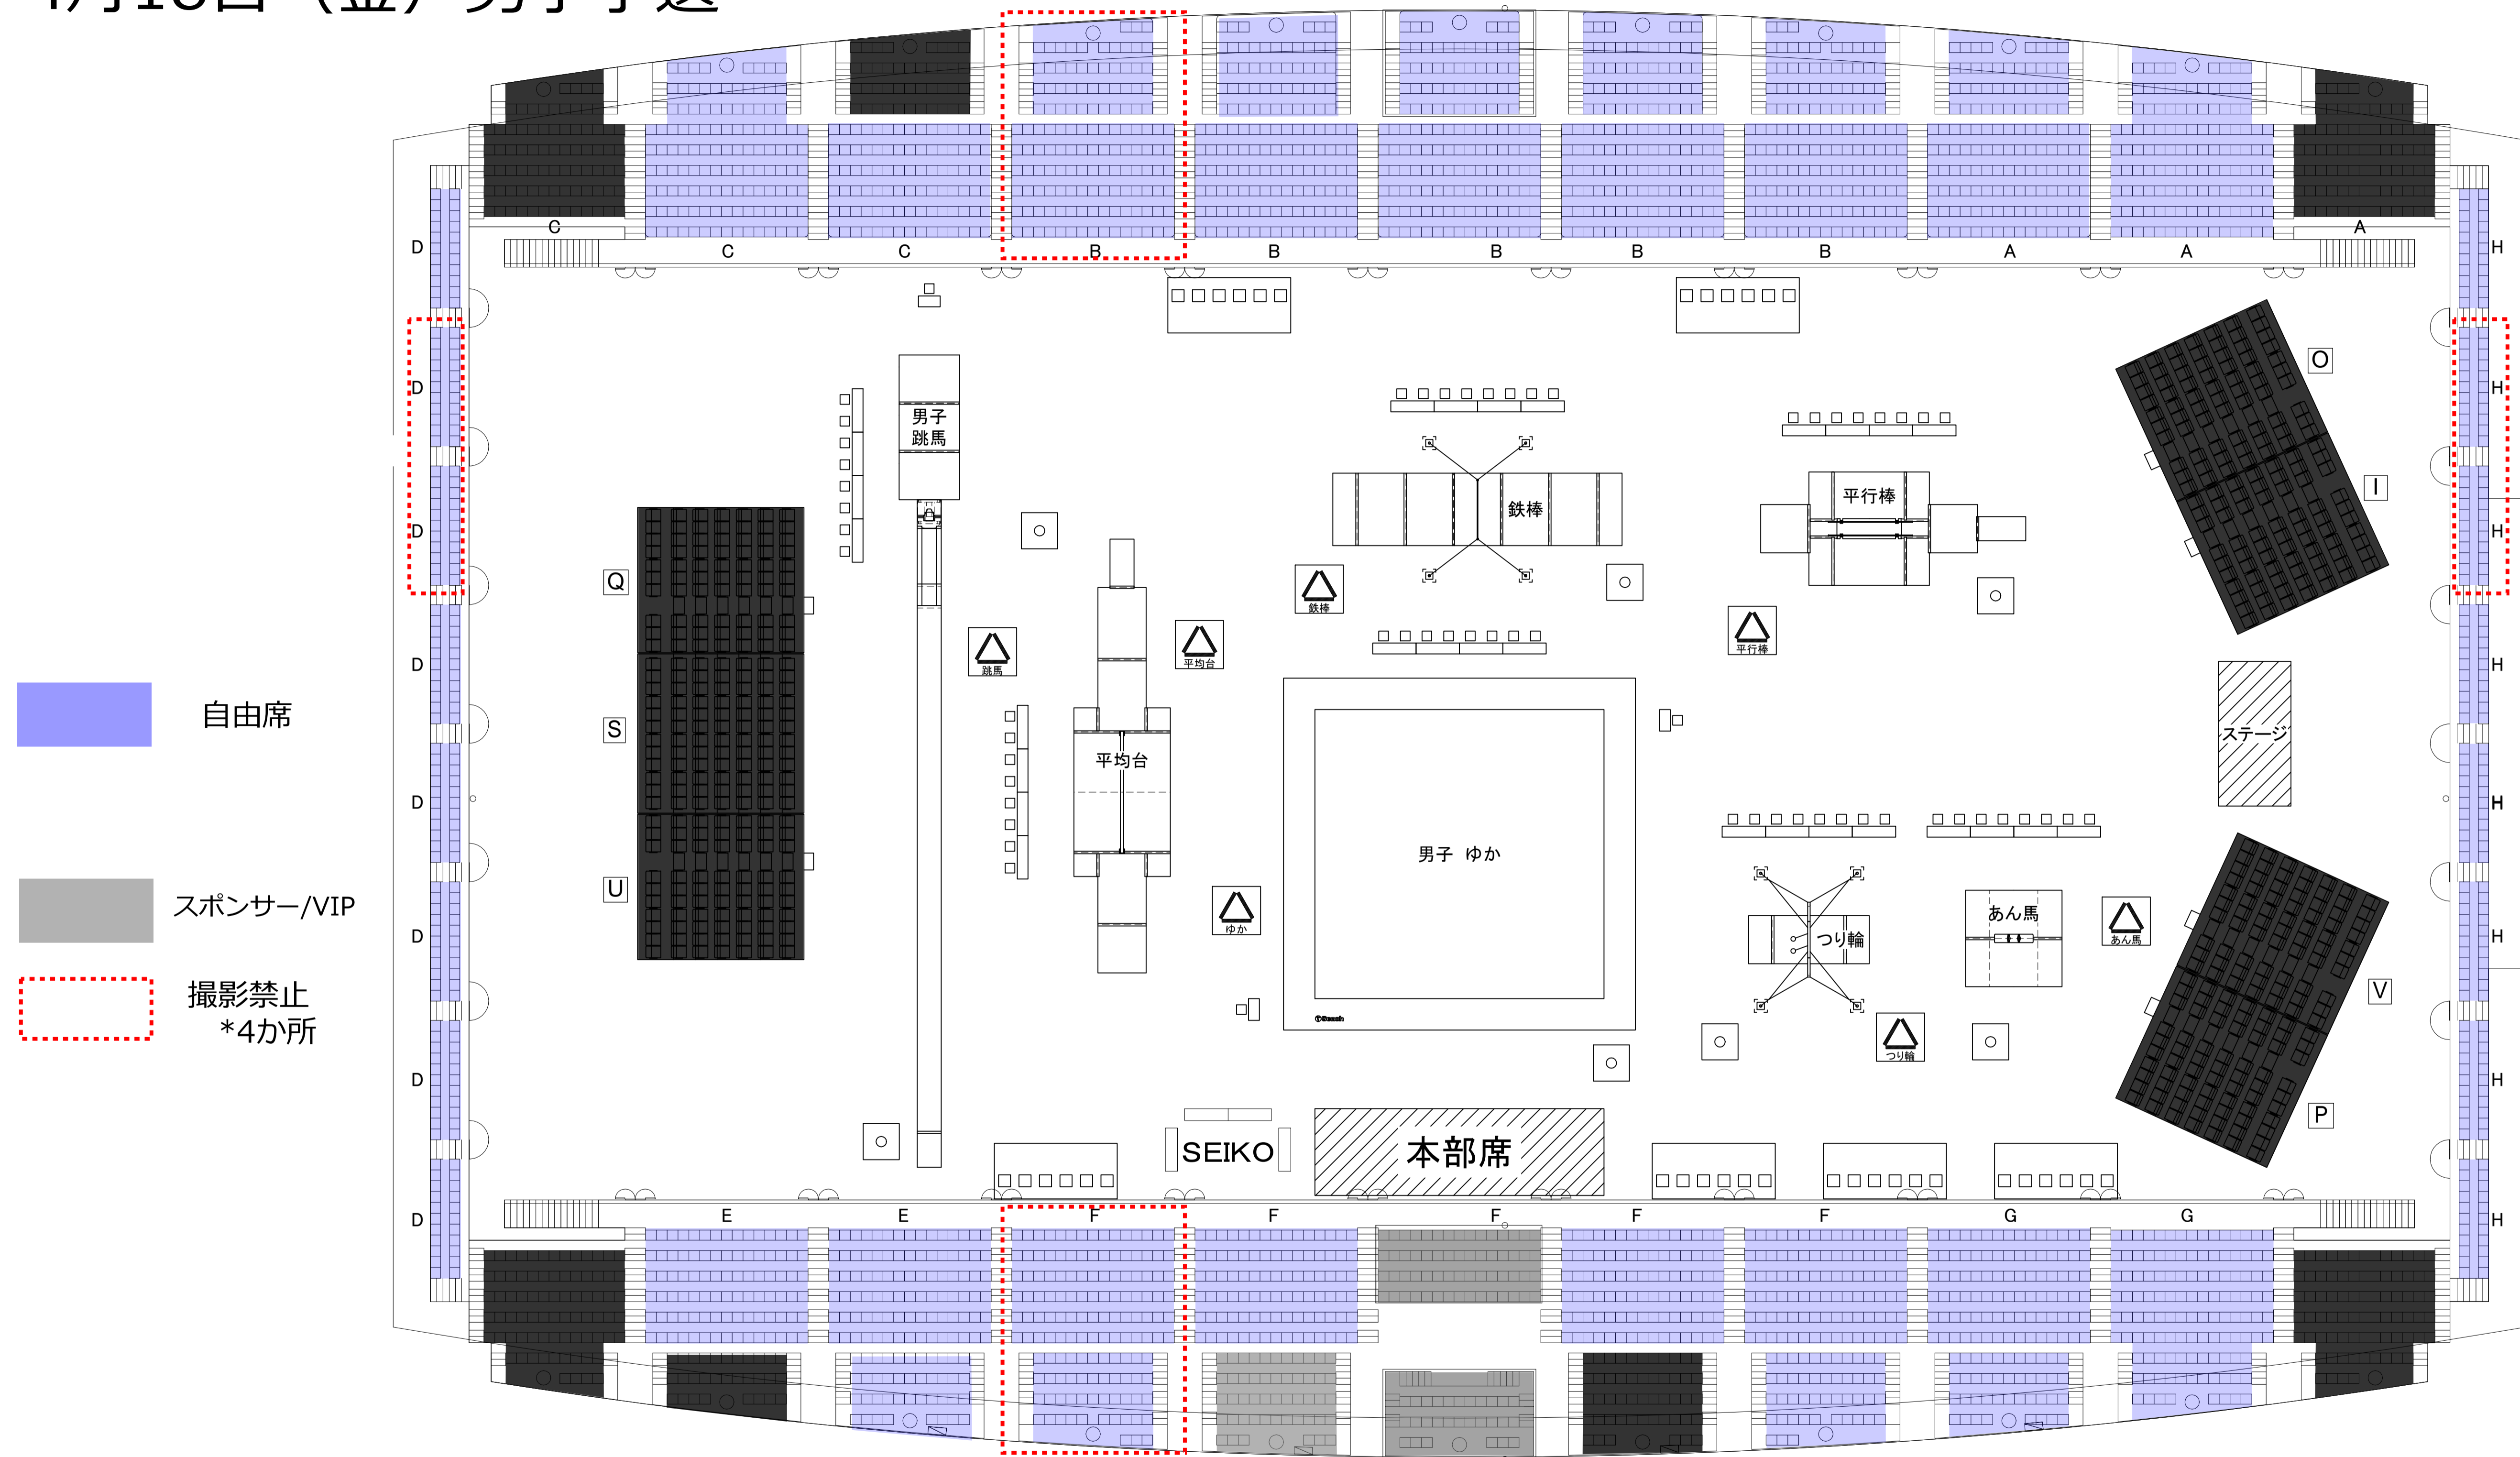 C
C
C
B
B
B
B
B
A
A
A
D
D
D
D
D
D
D
D
H
H
H
H
H
H
H
H
男子
跳馬
鉄棒
平行棒
O
I
Q
S
U
鉄棒
平行棒
跳馬
平均台
自由席
平均台
ステージ
男子 ゆか
スポンサー/VIP
ゆか
つり輪
あん馬
あん馬
V
P
撮影禁止
*4か所
つり輪
SEIKO
本部席
E
E
F
F
F
F
F
G
G